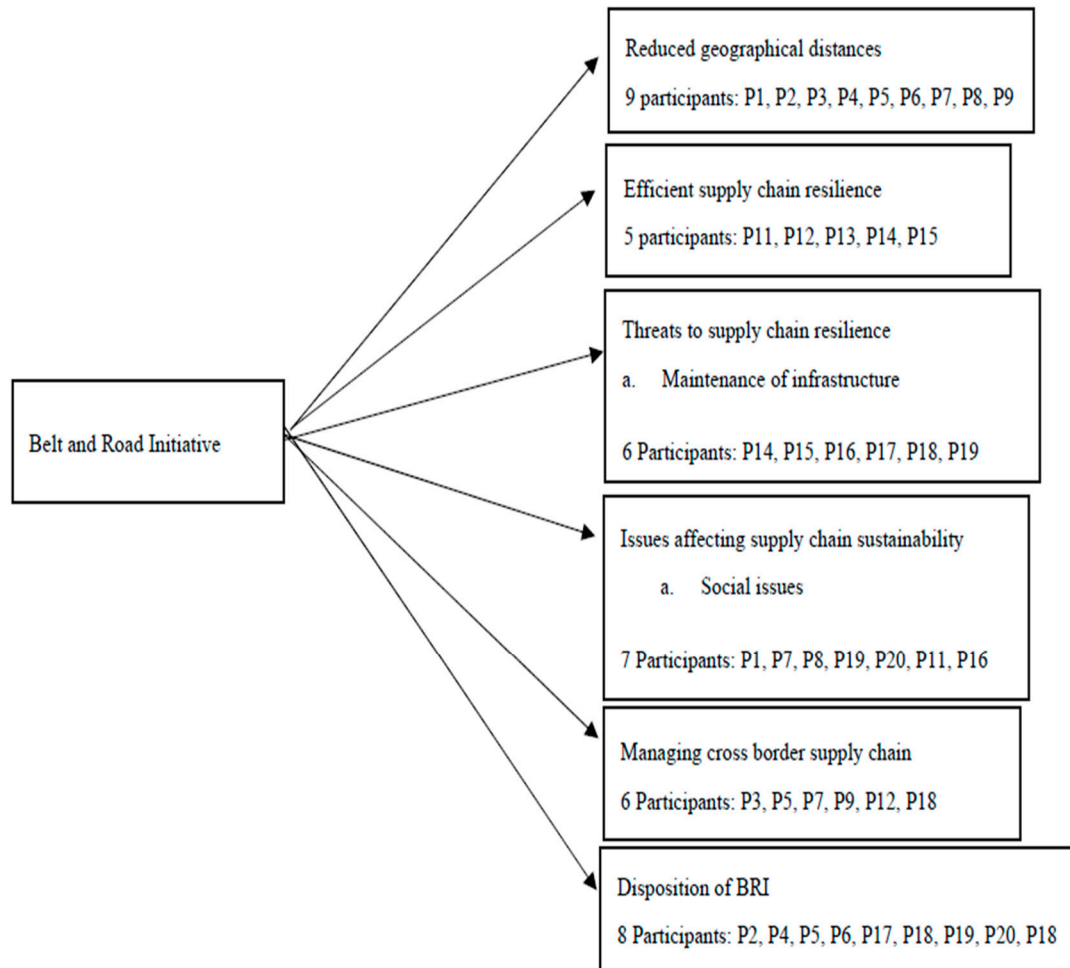 Reduced geographical distances
9 participants: P1, P2, P3, P4, P5, P6, P7, P8, P9
Efficient supply chain resilience
5 participants: P11, P12, P13, P14, P15
Threats to supply chain resilience
a. Maintenance of infrastructure
6 Participants: P14, P15, P16, P17, P18, P19
Belt and Road Initiative
Issues affecting supply chain sustainability
a. Social issues
7 Participants: P1, P7, P8, P19, P20, P11, P16
Managing cross border supply chain
6 Participants: P3, P5, P7, P9, P12, P18
Disposition of BRI
8 Participants: P2, P4, P5, P6, P17, P18, P19, P20, P18